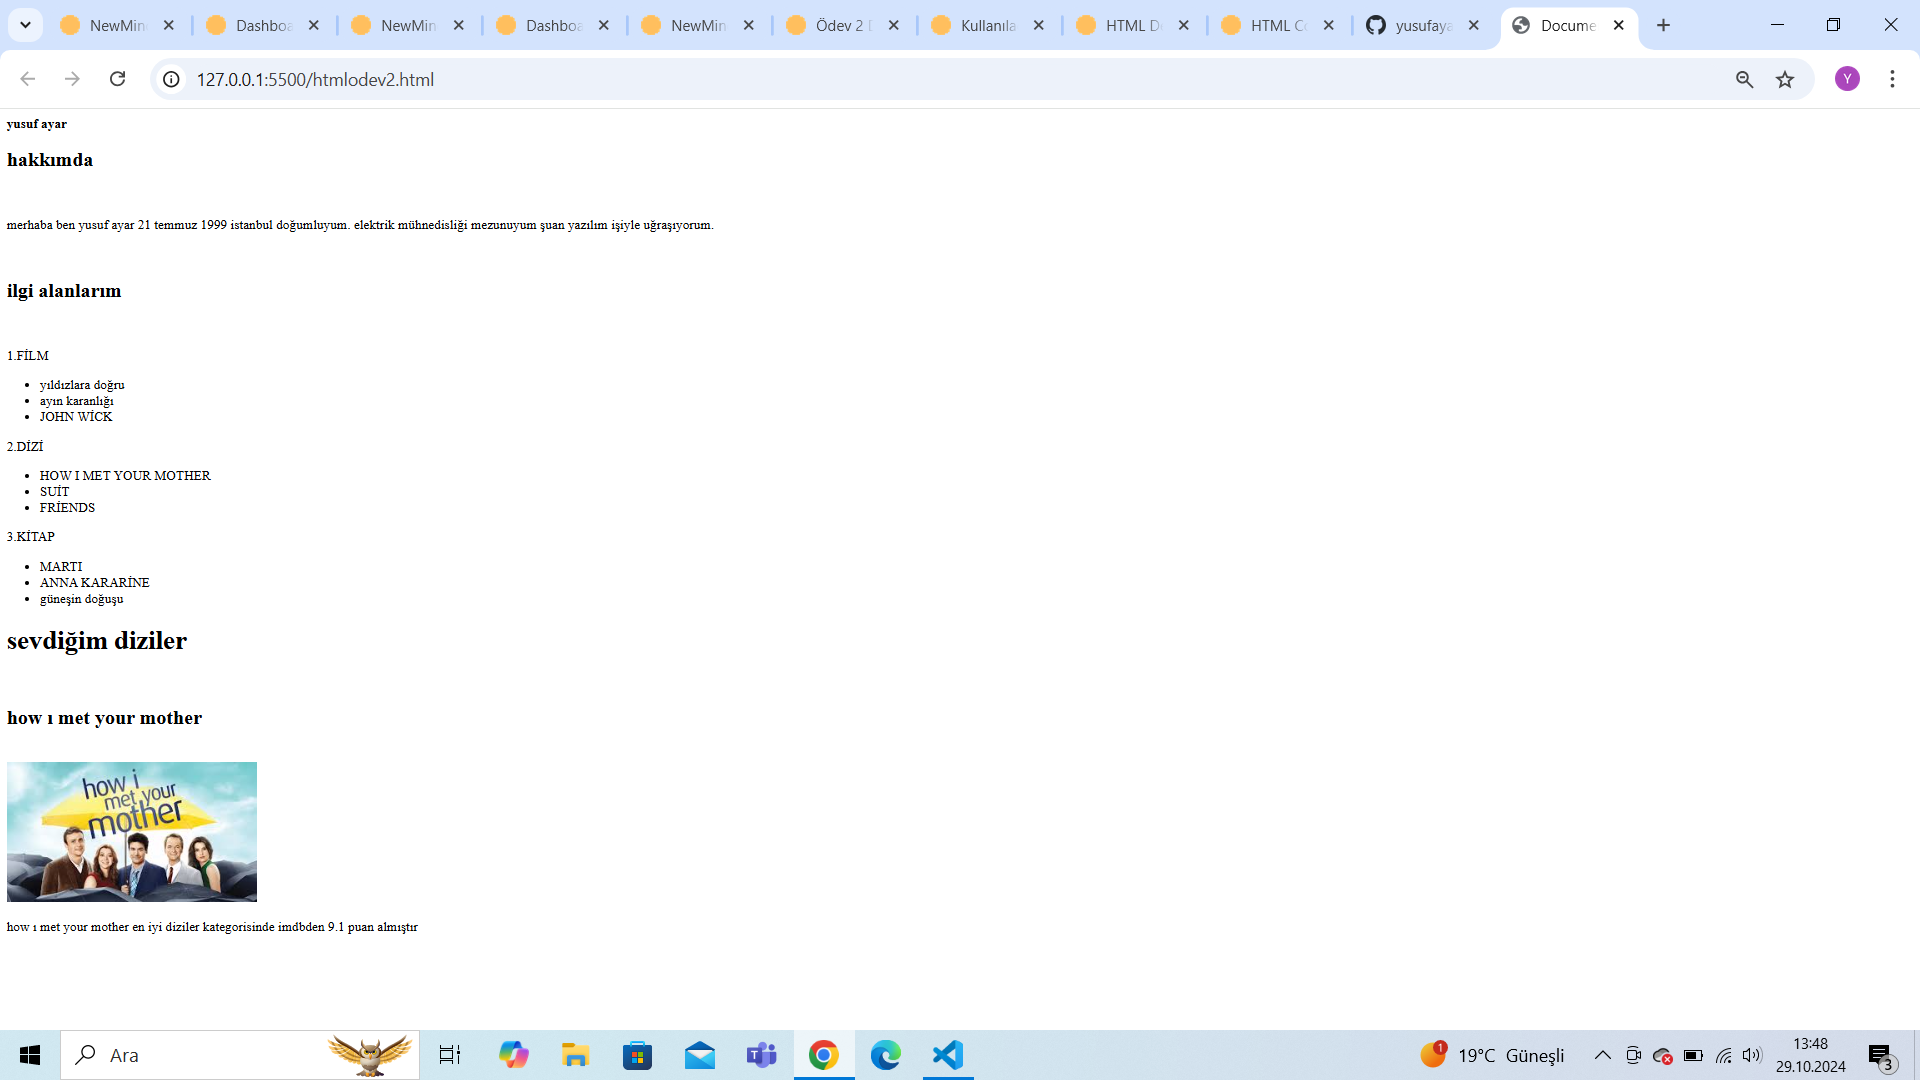 NewMin
Dashbo
NewMin
Dashbo
NewMin
Ödev 2
Kullanıla
HTML D
HTML C
yusufaya
Docume
127.0.0.1:5500/htmlodev2.html
Y
yusuf ayar
hakkımda
merhaba ben yusuf ayar 21 temmuz 1999 istanbul doğumluyum. elektrik mühnedisliği mezunuyum şuan yazılım işiyle uğraşıyorum.
ilgi alanlarım
1.FİLM
yıldızlara doğru
ayın karanlığı
JOHN WİCK
2.DİZİ
HOW I MET YOUR MOTHER
SUİT
FRİENDS
3.KİTAP
MARTI
ANNA KARARİNE
güneşin doğuşu
sevdiğim diziler
how ı met your mother
how i
met your
mother
how ı met your mother en iyi diziler kategorisinde imdbden 9.1 puan almıştır
Ara
1
19°C Güneşli
13:48
29.10.2024
3